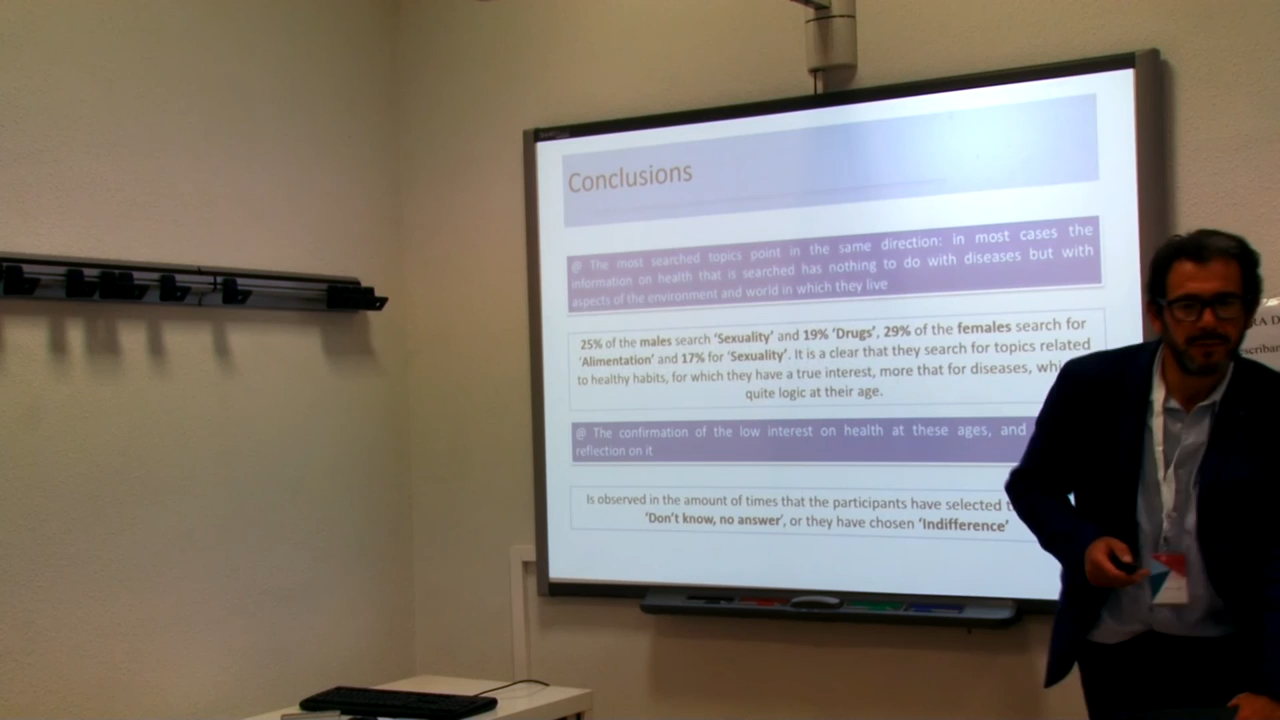 Conclusions
@ The most searched topics point in the same direction: in most cases the
information on health that is searched has nothing to do with diseases but with
aspects of the environment and world in which they live
25% of the males search ‘Sexuality’ and 19% ‘Drugs’, 29% of the females search for
‘Alimentation’ and 17% for ‘Sexuality’. It is a clear that they search for topics related
to healthy habits, for which they have a true interest, more that for diseases,
quite logic at their age.
@ The confirmation of the low interest on health at these ages, and
reflection on it
Is observed in the amount of times that the participants have selected
‘Don’t know, no answer’, or they have chosen ‘Indifference’